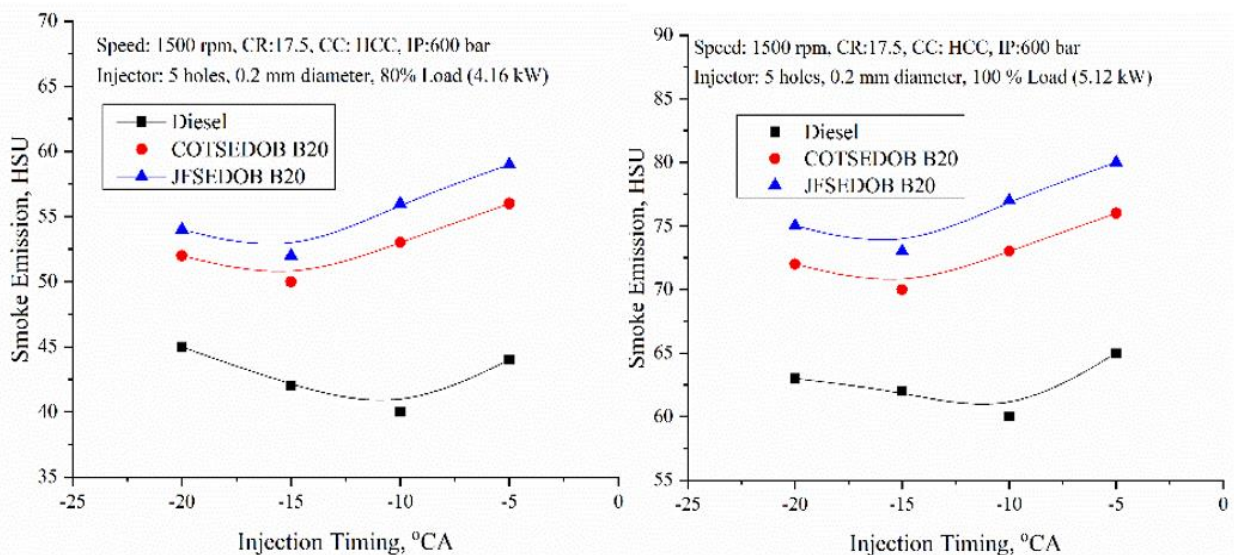 Speed: 1500 rpm, CR:17.5, CC: HCC, IP:600 bar
Injector: 5 holes, 0.2 mm diameter, 80% Load (4.16 kW)
Diesel
COTSEDOB B20
JFSEDOB B20
70
65
60
55
50
45
40
35
Smoke Emission, HSU
-25
-20
-15
-10
-5
0
Injection Timing, °CA
Speed: 1500 rpm, CR:17.5, CC: HCC, IP:600 bar
Injector: 5 holes, 0.2 mm diameter, 100 % Load (5.12 kW)
Diesel
COTSEDOB B20
JFSEDOB B20
90
85
80
75
70
65
60
55
Smoke Emission, HSU
-25
-20
-15
-10
-5
0
Injection Timing, °CA